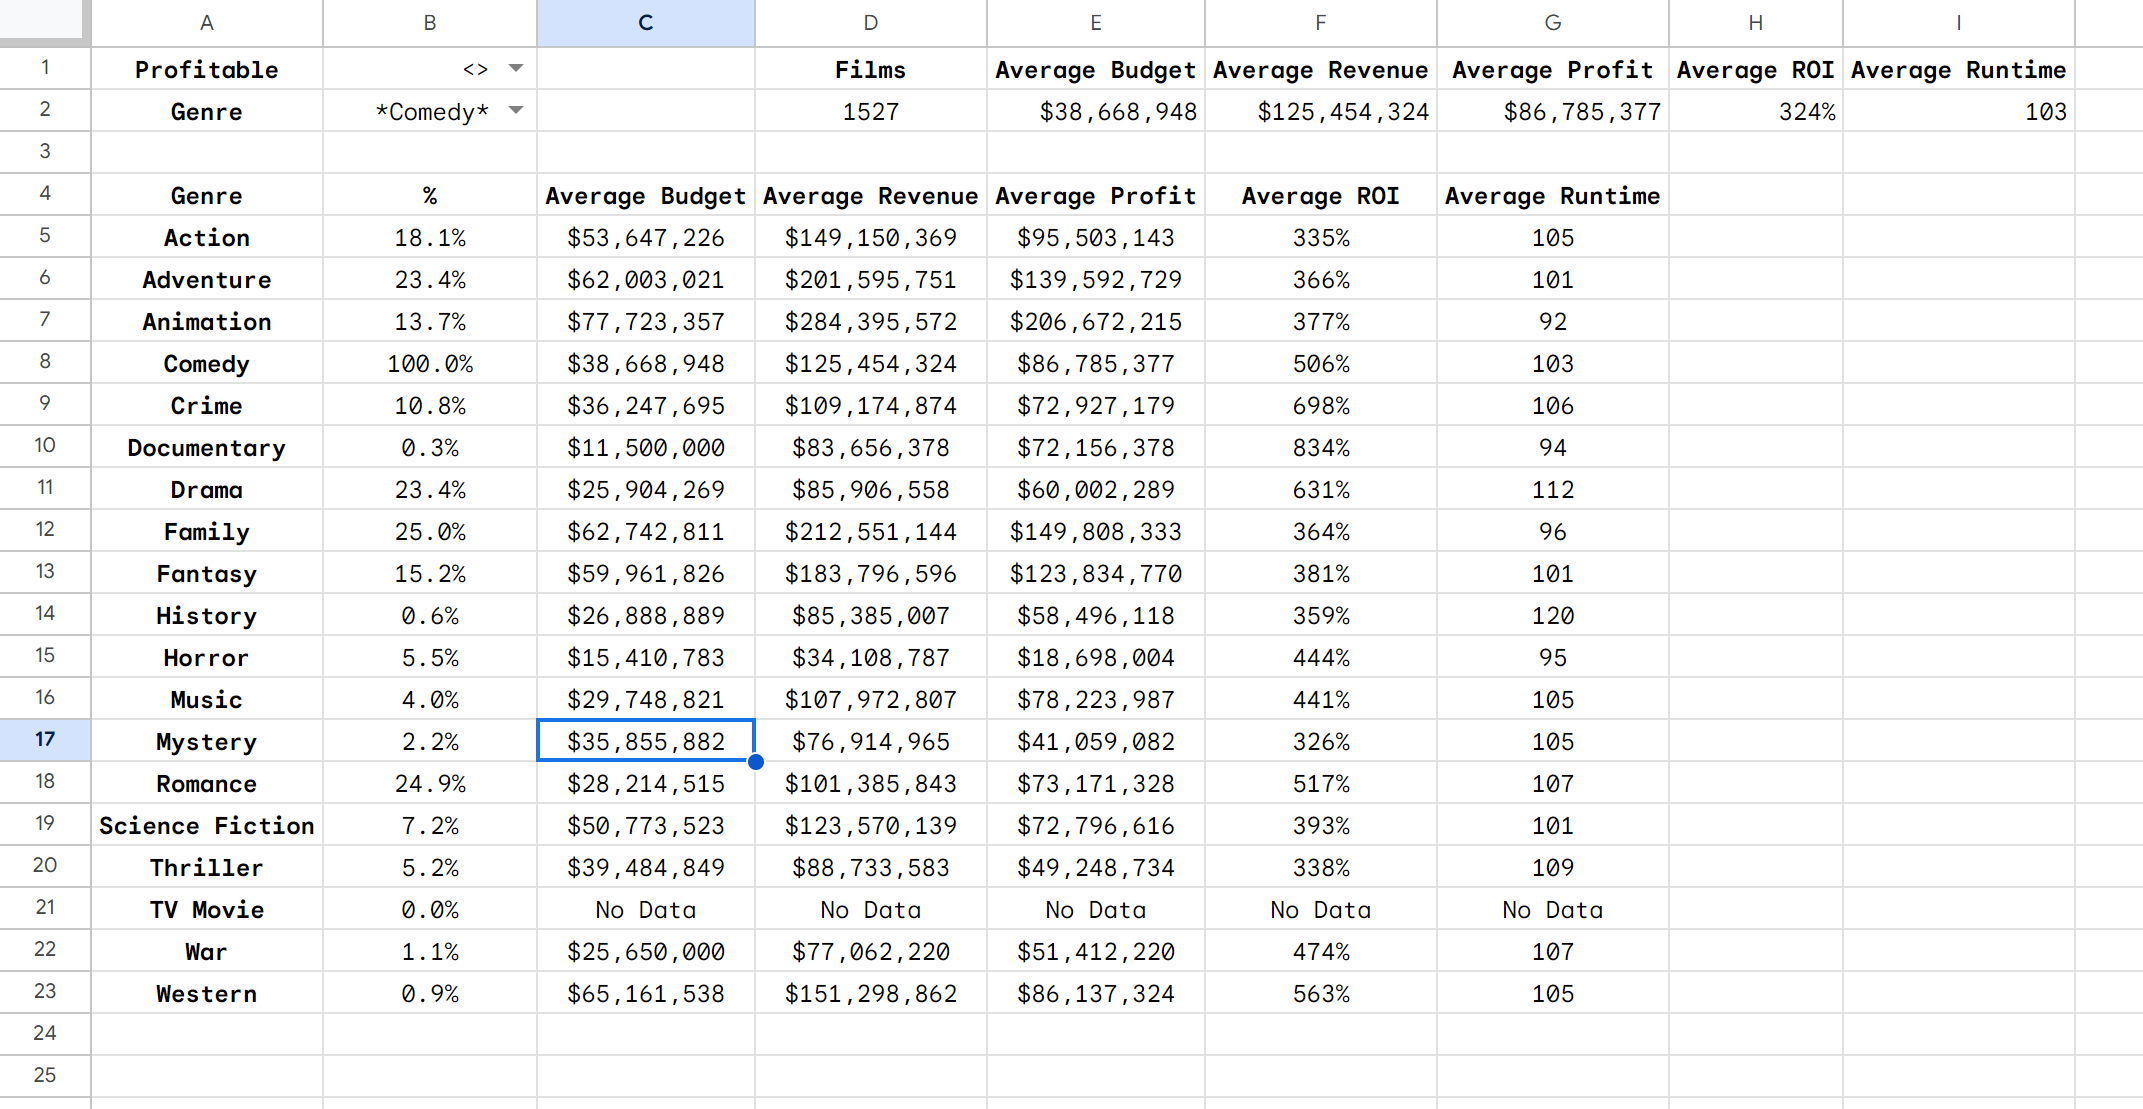 A B C D E F G H I
1 Profitable <> Films Average Budget Average Revenue Average Profit Average ROI Average Runtime
2 Genre *Comedy* 1527 $38,668,948 $125,454,324 $86,785,377 324% 103
3
4 Genre % Average Budget Average Revenue Average Profit Average ROI Average Runtime
5 Action 18.1% $53,647,226 $149,150,369 $95,503,143 335% 105
6 Adventure 23.4% $62,003,021 $201,595,751 $139,592,729 366% 101
7 Animation 13.7% $77,723,357 $284,395,572 $206,672,215 377% 92
8 Comedy 100.0% $38,668,948 $125,454,324 $86,785,377 506% 103
9 Crime 10.8% $36,247,695 $109,174,874 $72,927,179 698% 106
10 Documentary 0.3% $11,500,000 $83,656,378 $72,156,378 834% 94
11 Drama 23.4% $25,904,269 $85,906,558 $60,002,289 631% 112
12 Family 25.0% $62,742,811 $212,551,144 $149,808,333 364% 96
13 Fantasy 15.2% $59,961,826 $183,796,596 $123,834,770 381% 101
14 History 0.6% $26,888,889 $85,385,007 $58,496,118 359% 120
15 Horror 5.5% $15,410,783 $34,108,787 $18,698,004 444% 95
16 Music 4.0% $29,748,821 $107,972,807 $78,223,987 441% 105
17 Mystery 2.2% $35,855,882 $76,914,965 $41,059,082 326% 105
18 Romance 24.9% $28,214,515 $101,385,843 $73,171,328 517% 107
19 Science Fiction 7.2% $50,773,523 $123,570,139 $72,796,616 393% 101
20 Thriller 5.2% $39,484,849 $88,733,583 $49,248,734 338% 109
21 TV Movie 0.0% No Data No Data No Data No Data No Data
22 War 1.1% $25,650,000 $77,062,220 $51,412,220 474% 107
23 Western 0.9% $65,161,538 $151,298,862 $86,137,324 563% 105
24
25